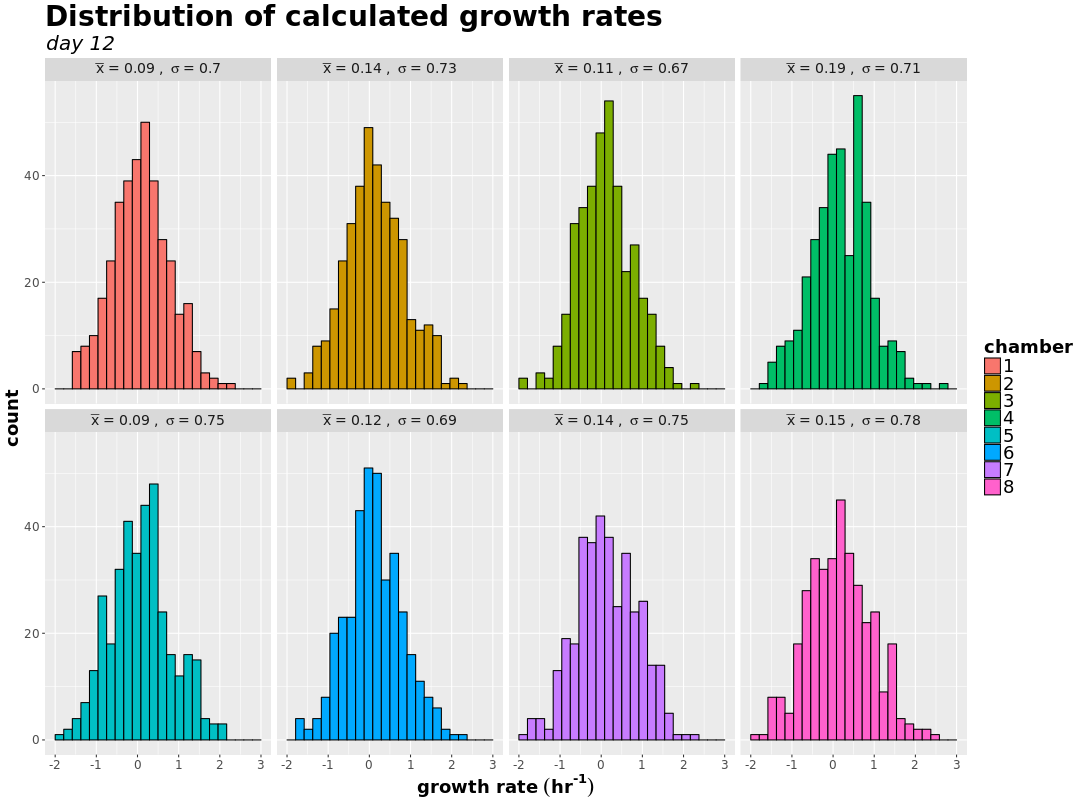 Distribution of calculated growth rates
day 12
x̅ = 0.09 , σ = 0.7
x̅ = 0.14 , σ = 0.73
x̅ = 0.11 , σ = 0.67
x̅ = 0.19 , σ = 0.71
40
20
0
x̅ = 0.09 , σ = 0.75
x̅ = 0.12 , σ = 0.69
x̅ = 0.14 , σ = 0.75
x̅ = 0.15 , σ = 0.78
40
20
0
-2 -1 0 1 2 3
-2 -1 0 1 2 3
-2 -1 0 1 2 3
-2 -1 0 1 2 3
count
growth rate (hr⁻¹)
chamber
1
2
3
4
5
6
7
8